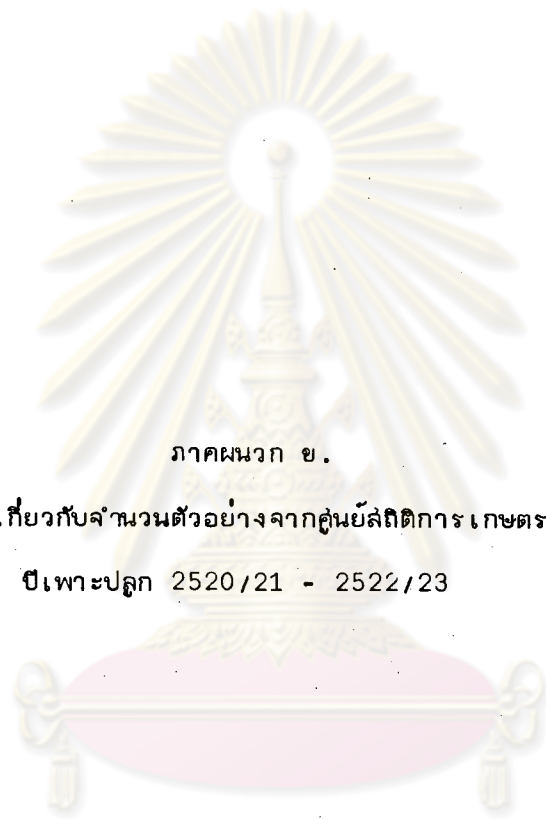 ภาคผนวก ข.
กี่ยวกับจำนวนตัวอย่างจากศูนย์สถิติการเกษตร
ปีเพาะปลูก 2520/21 - 2522/23